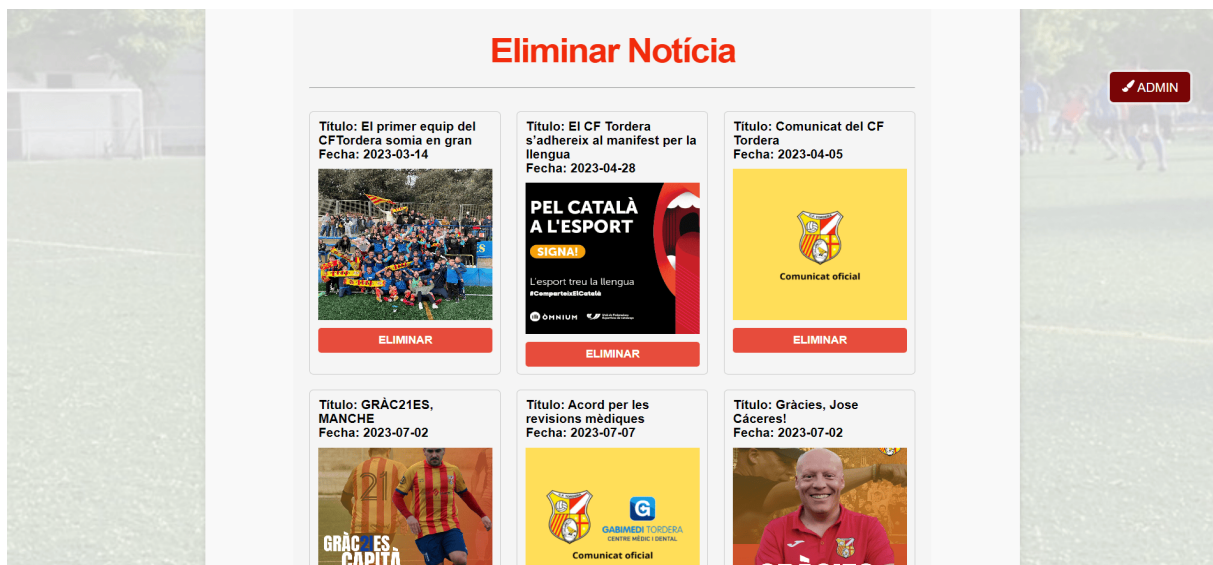 Eliminar Notícia
ADMIN
Título: El primer equip del
CFTordera somia en gran
Fecha: 2023-03-14
ELIMINAR
Título: El CF Tordera
s'adhereix al manifest per la
llengua
Fecha: 2023-04-28
PEL CATALÀ
A L'ESPORT
SIGNA!
L'esport treu la llengua
#ComparteixElCatalà
ÒMNIUM
ELIMINAR
Título: Comunicat del CF
Tordera
Fecha: 2023-04-05
Comunicat oficial
ELIMINAR
Título: GRÀC21ES,
MANCHE
Fecha: 2023-07-02
21
GRÀC21ES
CAPITÀ
Título: Acord per les
revisions mèdiques
Fecha: 2023-07-07
G
GABIMEDI TORDERA
CENTRE MÈDIC I DENTAL
Comunicat oficial
Título: Gràcies, Jose
Cáceres!
Fecha: 2023-07-02